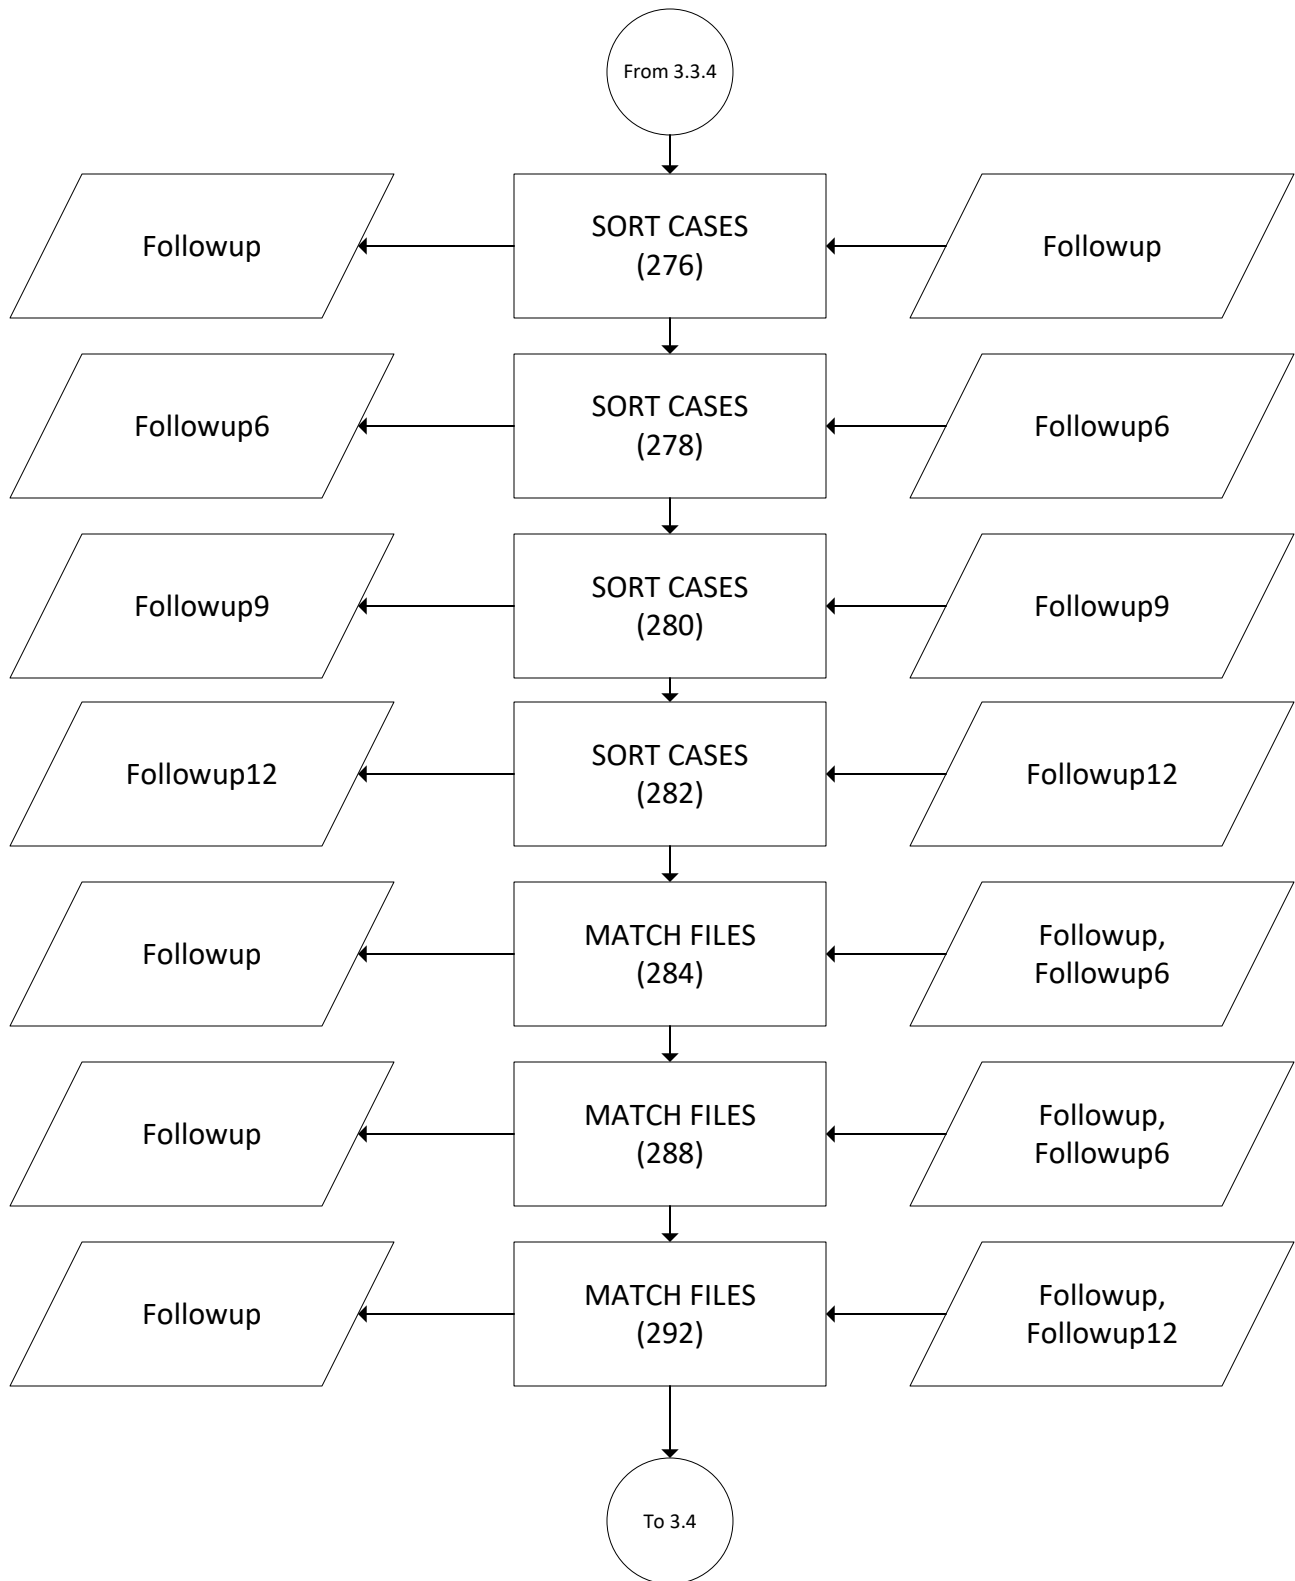 From 3.3.4
Followup
SORT CASES
(276)
Followup
Followup6
SORT CASES
(278)
Followup6
Followup9
SORT CASES
(280)
Followup9
Followup12
SORT CASES
(282)
Followup12
Followup
MATCH FILES
(284)
Followup,
Followup6
Followup
MATCH FILES
(288)
Followup,
Followup6
Followup
MATCH FILES
(292)
Followup,
Followup12
To 3.4